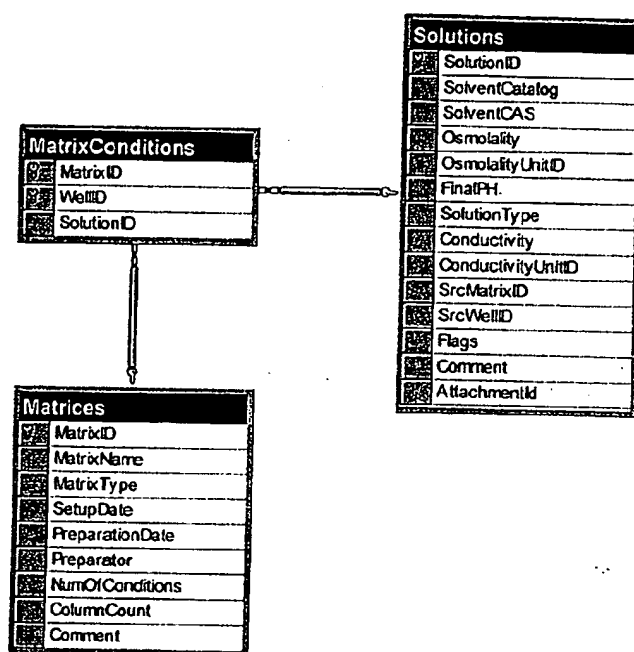 Solutions
SolutionID
SolventCatalog
SolventCAS
Osmolality
OsmolalityUnitID
FinalPH
SolutionType
Conductivity
ConductivityUnitID
SrcMatrixID
SrcWellID
Flags
Comment
AttachmentId
MatrixConditions
MatrixID
WellID
SolutionID
Matrices
MatrixID
MatrixName
MatrixType
SetupDate
PreparationDate
Preparator
NumOfConditions
ColumnCount
Comment